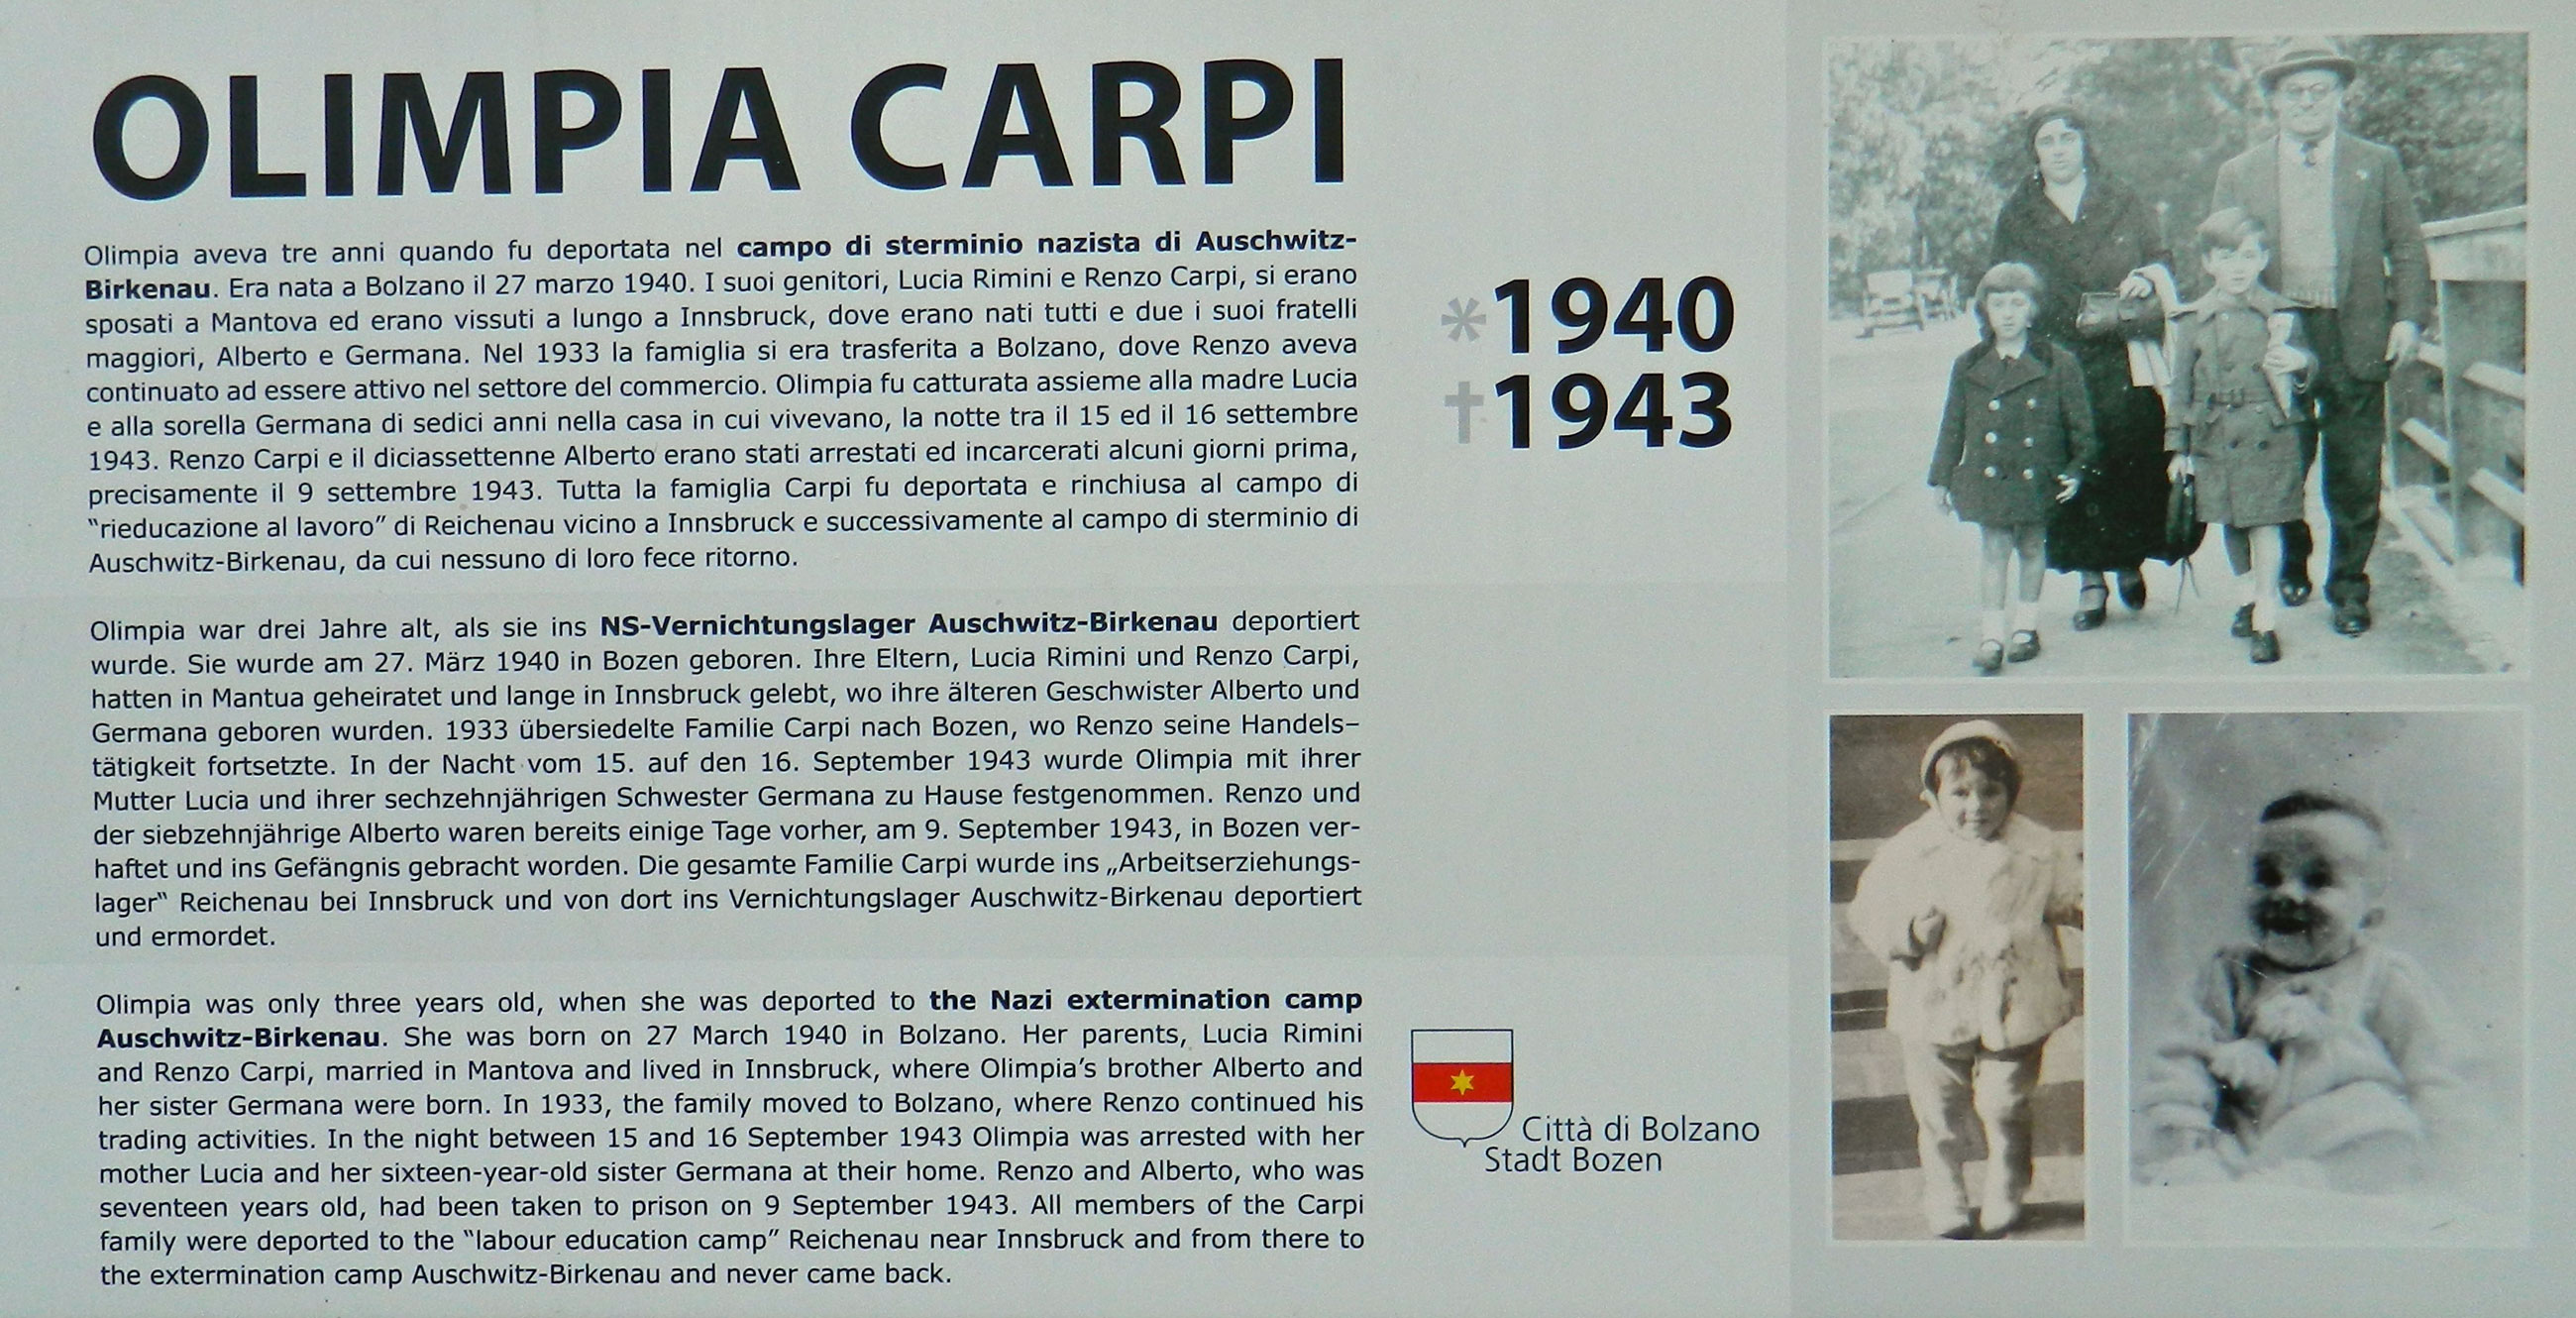 OLIMPIA CARPI
Olimpia aveva tre anni quando fu deportata nel campo di sterminio nazista di Auschwitz-
Birkenau. Era nata a Bolzano il 27 marzo 1940. I suoi genitori, Lucia Rimini e Renzo Carpi, si erano
sposati a Mantova ed erano vissuti a lungo a Innsbruck, dove erano nati tutti e due i suoi fratelli
maggiori, Alberto e Germana. Nel 1933 la famiglia si era trasferita a Bolzano, dove Renzo aveva
continuato ad essere attivo nel settore del commercio. Olimpia fu catturata assieme alla madre Lucia
e alla sorella Germana di sedici anni nella casa in cui vivevano, la notte tra il 15 ed il 16 settembre
1943. Renzo Carpi e il diciassettenne Alberto erano stati arrestati ed incarcerati alcuni giorni prima,
precisamente il 9 settembre 1943. Tutta la famiglia Carpi fu deportata e rinchiusa al campo di
“rieducazione al lavoro” di Reichenau vicino a Innsbruck e successivamente al campo di sterminio di
Auschwitz-Birkenau, da cui nessuno di loro fece ritorno.
Olimpia war drei Jahre alt, als sie ins NS-Vernichtungslager Auschwitz-Birkenau deportiert
wurde. Sie wurde am 27. März 1940 in Bozen geboren. Ihre Eltern, Lucia Rimini und Renzo Carpi,
hatten in Mantua geheiratet und lange in Innsbruck gelebt, wo ihre älteren Geschwister Alberto und
Germana geboren wurden. 1933 übersiedelte Familie Carpi nach Bozen, wo Renzo seine Handels–
tätigkeit fortsetzte. In der Nacht vom 15. auf den 16. September 1943 wurde Olimpia mit ihrer
Mutter Lucia und ihrer sechzehnjährigen Schwester Germana zu Hause festgenommen. Renzo und
der siebzehnjährige Alberto waren bereits einige Tage vorher, am 9. September 1943, in Bozen ver-
haftet und ins Gefängnis gebracht worden. Die gesamte Familie Carpi wurde ins „Arbeitserziehungs-
lager“ Reichenau bei Innsbruck und von dort ins Vernichtungslager Auschwitz-Birkenau deportiert
und ermordet.
Olimpia was only three years old, when she was deported to the Nazi extermination camp
Auschwitz-Birkenau. She was born on 27 March 1940 in Bolzano. Her parents, Lucia Rimini
and Renzo Carpi, married in Mantova and lived in Innsbruck, where Olimpia’s brother Alberto and
her sister Germana were born. In 1933, the family moved to Bolzano, where Renzo continued his
trading activities. In the night between 15 and 16 September 1943 Olimpia was arrested with her
mother Lucia and her sixteen-year-old sister Germana at their home. Renzo and Alberto, who was
seventeen years old, had been taken to prison on 9 September 1943. All members of the Carpi
family were deported to the “labour education camp” Reichenau near Innsbruck and from there to
the extermination camp Auschwitz-Birkenau and never came back.
*1940
†1943
Città di Bolzano
Stadt Bozen